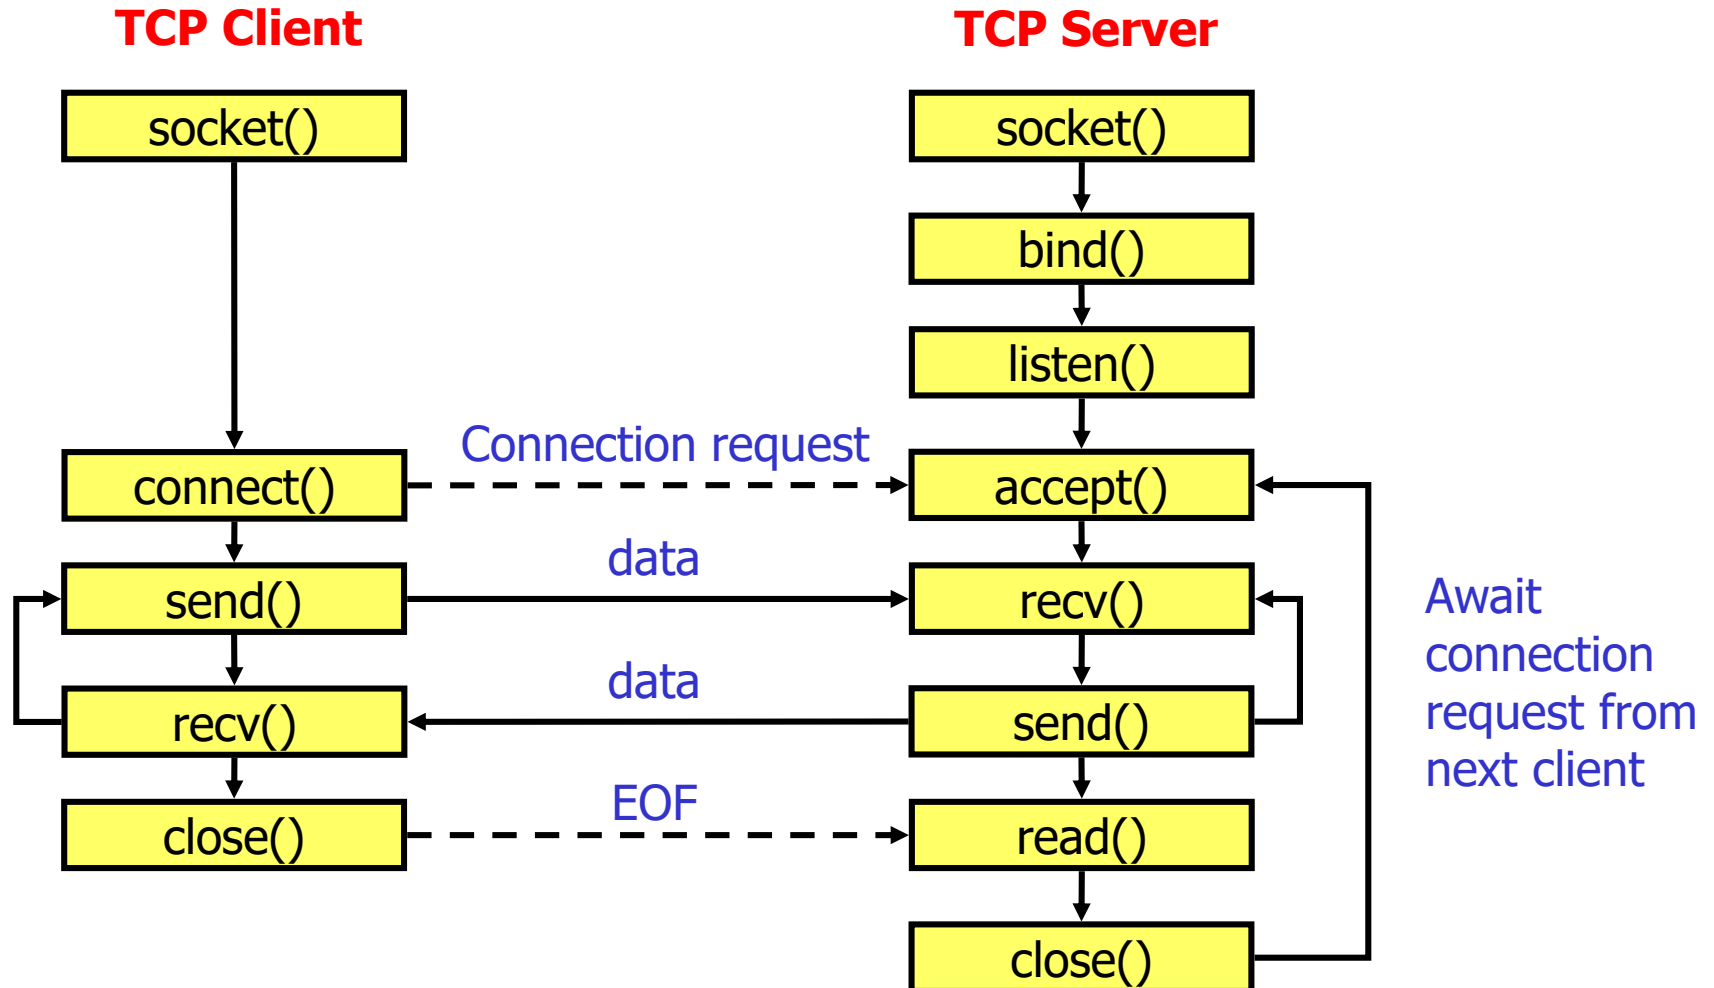 TCP Client
TCP Server
socket()
socket()
bind()
listen()
Connection request
connect()
accept()
data
send()
recv()
Await
connection
request from
next client
data
recv()
send()
EOF
close()
read()
close()